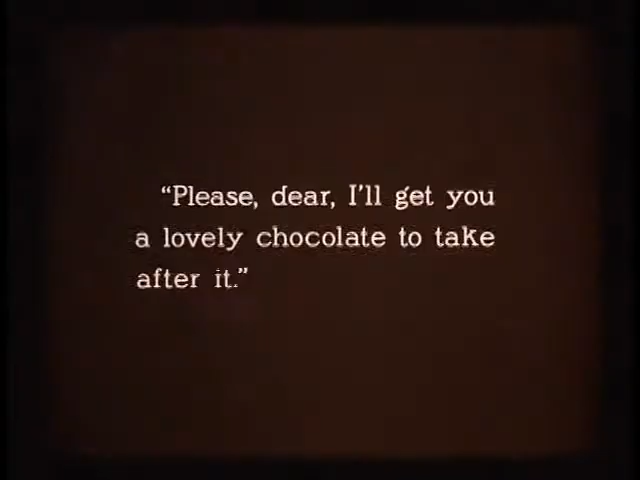 “Please, dear, I’ll get you
a lovely chocolate to take
after it.”